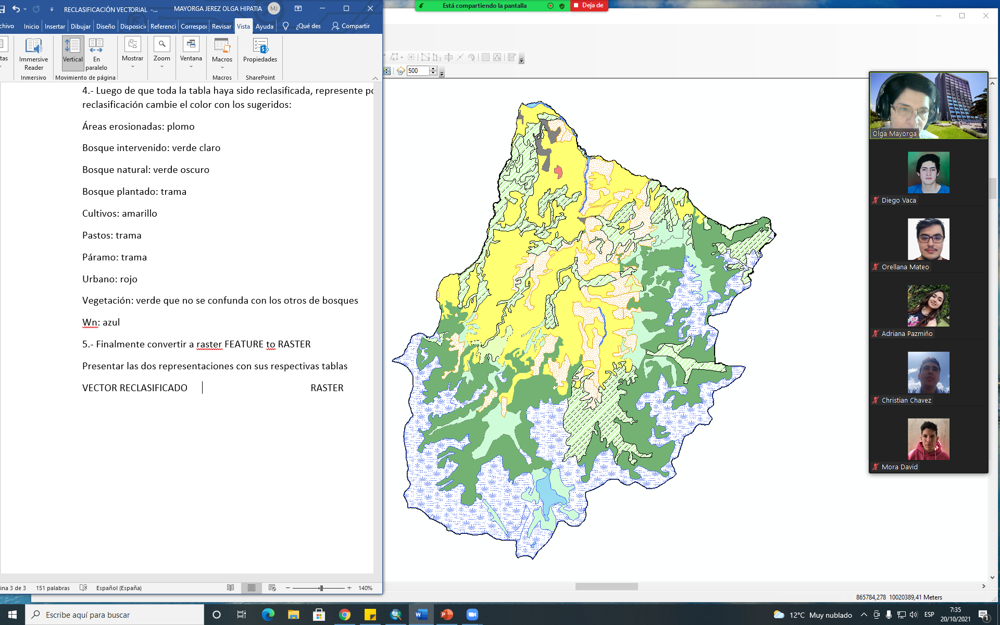 RECLASIFICACIÓN VECTORIAL -...
MAYORGA JEREZ OLGA HIPATIA
MJ
Está compartiendo la pantalla
Deja de
chivo
Inicio
Insertar
Dibujar
Diseño
Disposici
Referenci
Correspo
Revisar
Vista
Ayuda
¿Qué des
Compartir
tas
Immersive
Reader
Vertical
En
paralelo
Mostrar
Zoom
Ventana
Macros
Propiedades
Inmersivo
Movimiento de página
Macros
SharePoint
500
4.- Luego de que toda la tabla haya sido reclasificada, represente po
reclasificación cambie el color con los sugeridos:
Áreas erosionadas: plomo
Bosque intervenido: verde claro
Bosque natural: verde oscuro
Bosque plantado: trama
Cultivos: amarillo
Pastos: trama
Páramo: trama
Urbano: rojo
Vegetación: verde que no se confunda con los otros de bosques
Wn: azul
5.- Finalmente convertir a raster FEATURE to RASTER
Presentar las dos representaciones con sus respectivas tablas
VECTOR RECLASIFICADO RASTER
Olga Mayorga
Diego Vaca
Orellana Mateo
Adriana Pazmiño
Christian Chavez
Mora David
ina 3 de 3
151 palabras
Español (España)
140%
865784,278 10020389,41 Meters
Escribe aquí para buscar
12°C Muy nublado
ESP
7:35
20/10/2021
1